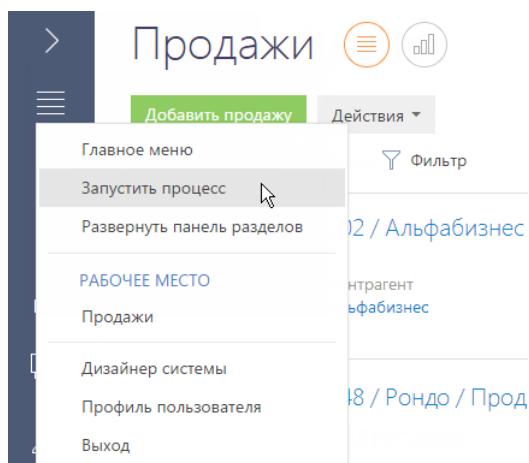 Продажи
Добавить продажу
Действия
Главное меню
Фильтр
Запустить процесс
Развернуть панель разделов
02 / Альфабизнес
РАБОЧЕЕ МЕСТО
нтрагент
ьфабизнес
Продажи
Дизайнер системы
48 / Рондо / Прод
Профиль пользователя
Выход